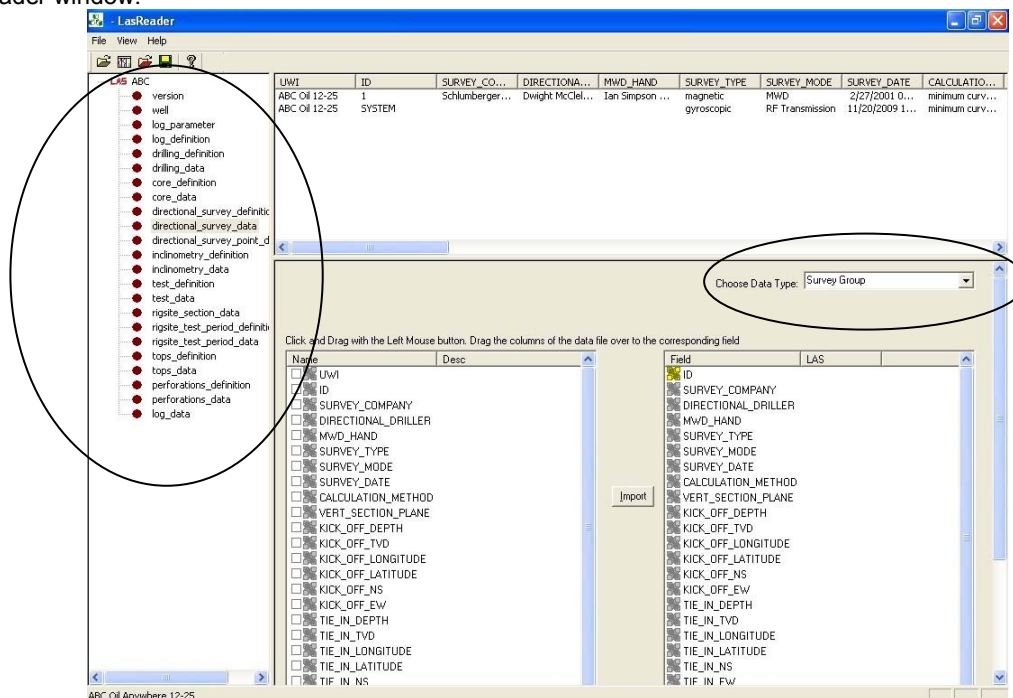 ader window.
- LasReader
File View Help
LAS ABC
version
well
log_parameter
log_definition
drilling_definition
drilling_data
core_definition
core_data
directional_survey_definitic
directional_survey_data
directional_survey_point_d
inclinometry_definition
inclinometry_data
test_definition
test_data
rigsite_section_data
rigsite_test_period_definiti
rigsite_test_period_data
tops_definition
tops_data
perforations_definition
perforations_data
log_data
UWI ID SURVEY_CO... DIRECTIONA... MWD_HAND SURVEY_TYPE SURVEY_MODE SURVEY_DATE CALCULATIO...
ABC Oil 12-25 1 Schlumberger... Dwight McClel... Ian Simpson ... magnetic MWD 2/27/2001 0... minimum curv...
ABC Oil 12-25 SYSTEM gyroscopic RF Transmission 11/20/2009 1... minimum curv...
Choose Data Type: Survey Group
Click and Drag with the Left Mouse button. Drag the columns of the data file over to the corresponding field
Name Desc
UWI
ID
SURVEY_COMPANY
DIRECTIONAL_DRILLER
MWD_HAND
SURVEY_TYPE
SURVEY_MODE
SURVEY_DATE
CALCULATION_METHOD
VERT_SECTION_PLANE
KICK_OFF_DEPTH
KICK_OFF_TVD
KICK_OFF_LONGITUDE
KICK_OFF_LATITUDE
KICK_OFF_NS
KICK_OFF_EW
TIE_IN_DEPTH
TIE_IN_TVD
TIE_IN_LONGITUDE
TIE_IN_LATITUDE
TIE_IN_NS
Import
Field LAS
ID
SURVEY_COMPANY
DIRECTIONAL_DRILLER
MWD_HAND
SURVEY_TYPE
SURVEY_MODE
SURVEY_DATE
CALCULATION_METHOD
VERT_SECTION_PLANE
KICK_OFF_DEPTH
KICK_OFF_TVD
KICK_OFF_LONGITUDE
KICK_OFF_LATITUDE
KICK_OFF_NS
KICK_OFF_EW
TIE_IN_DEPTH
TIE_IN_TVD
TIE_IN_LONGITUDE
TIE_IN_LATITUDE
TIE_IN_NS
TIE_IN_EW
ABC Oil Anywhere 12-25